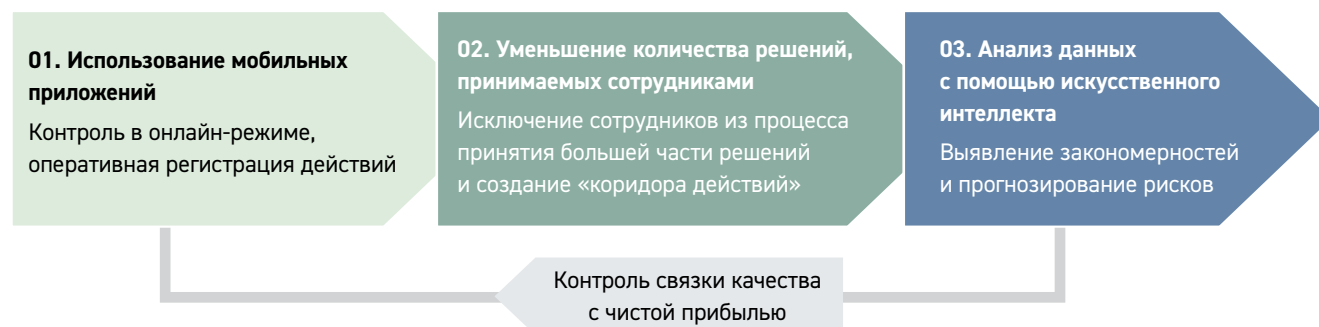 01. Использование мобильных
приложений
Контроль в онлайн-режиме,
оперативная регистрация действий
02. Уменьшение количества решений,
принимаемых сотрудниками
Исключение сотрудников из процесса
принятия большей части решений
и создание «коридора действий»
03. Анализ данных
с помощью искусственного
интеллекта
Выявление закономерностей
и прогнозирование рисков
Контроль связки качества
с чистой прибылью